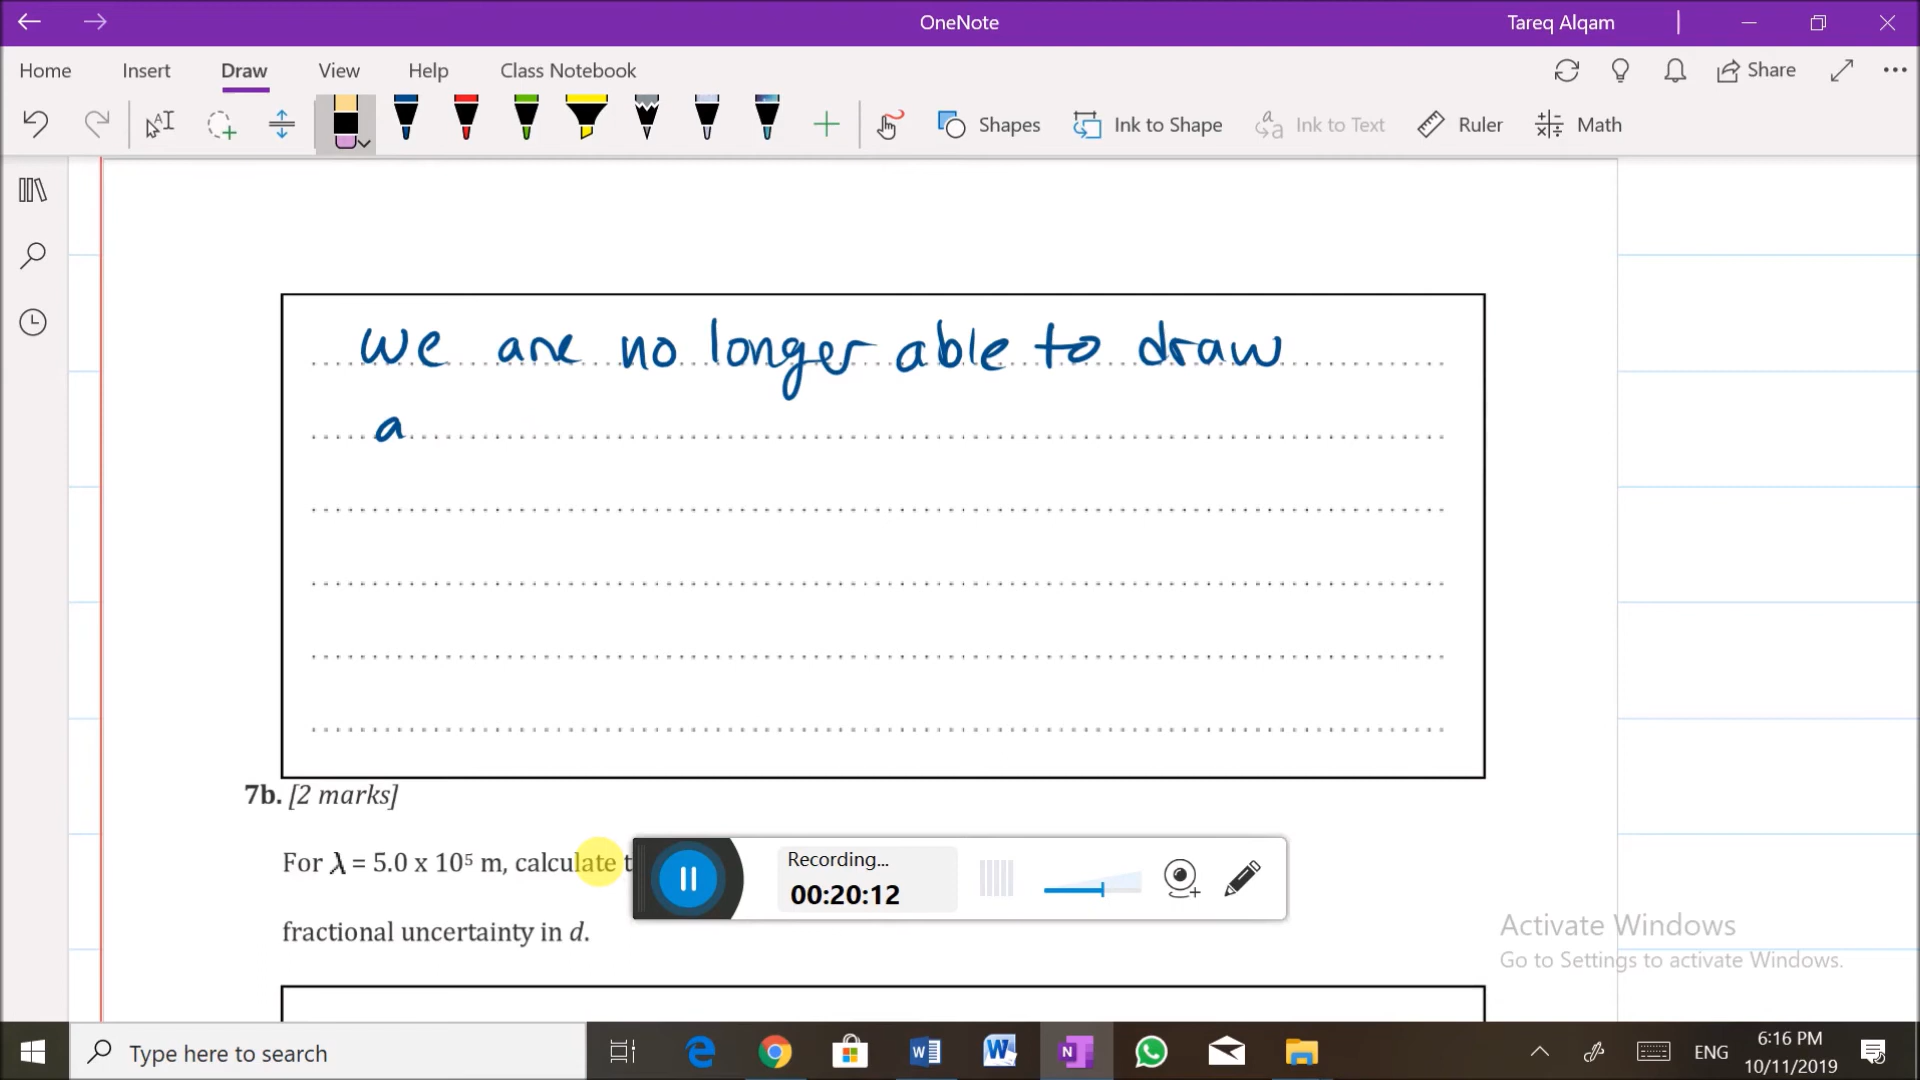 OneNote
Tareq Alqam
Home
Insert
Draw
View
Help
Class Notebook
Share
Shapes
Ink to Shape
Ink to Text
Ruler
Math
we are no longer able to draw
a
7b. [2 marks]
For λ = 5.0 x 10⁵ m, calculate t
fractional uncertainty in d.
Recording...
00:20:12
Activate Windows
Go to Settings to activate Windows.
Type here to search
ENG
6:16 PM
10/11/2019